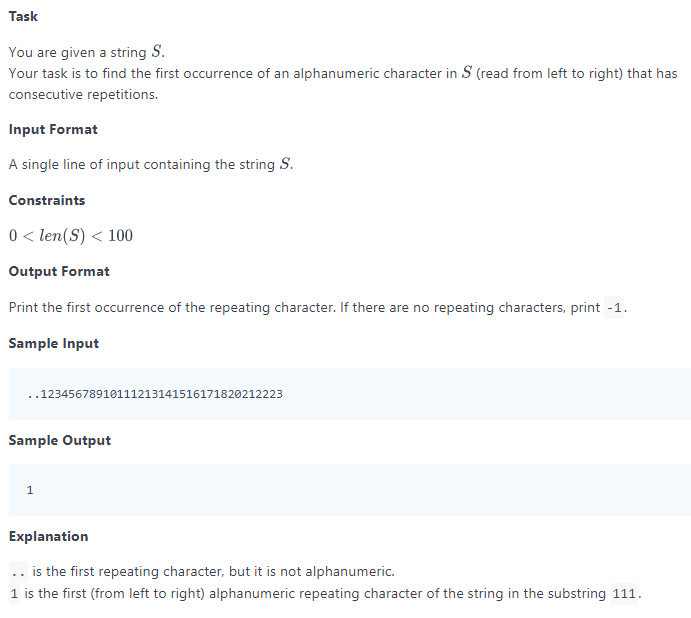 Task
You are given a string S.
Your task is to find the first occurrence of an alphanumeric character in S (read from left to right) that has
consecutive repetitions.
Input Format
A single line of input containing the string S.
Constraints
0 < len(S) < 100
Output Format
Print the first occurrence of the repeating character. If there are no repeating characters, print -1.
Sample Input
..12345678910111213141516171820212223
Sample Output
1
Explanation
.. is the first repeating character, but it is not alphanumeric.
1 is the first (from left to right) alphanumeric repeating character of the string in the substring 111.